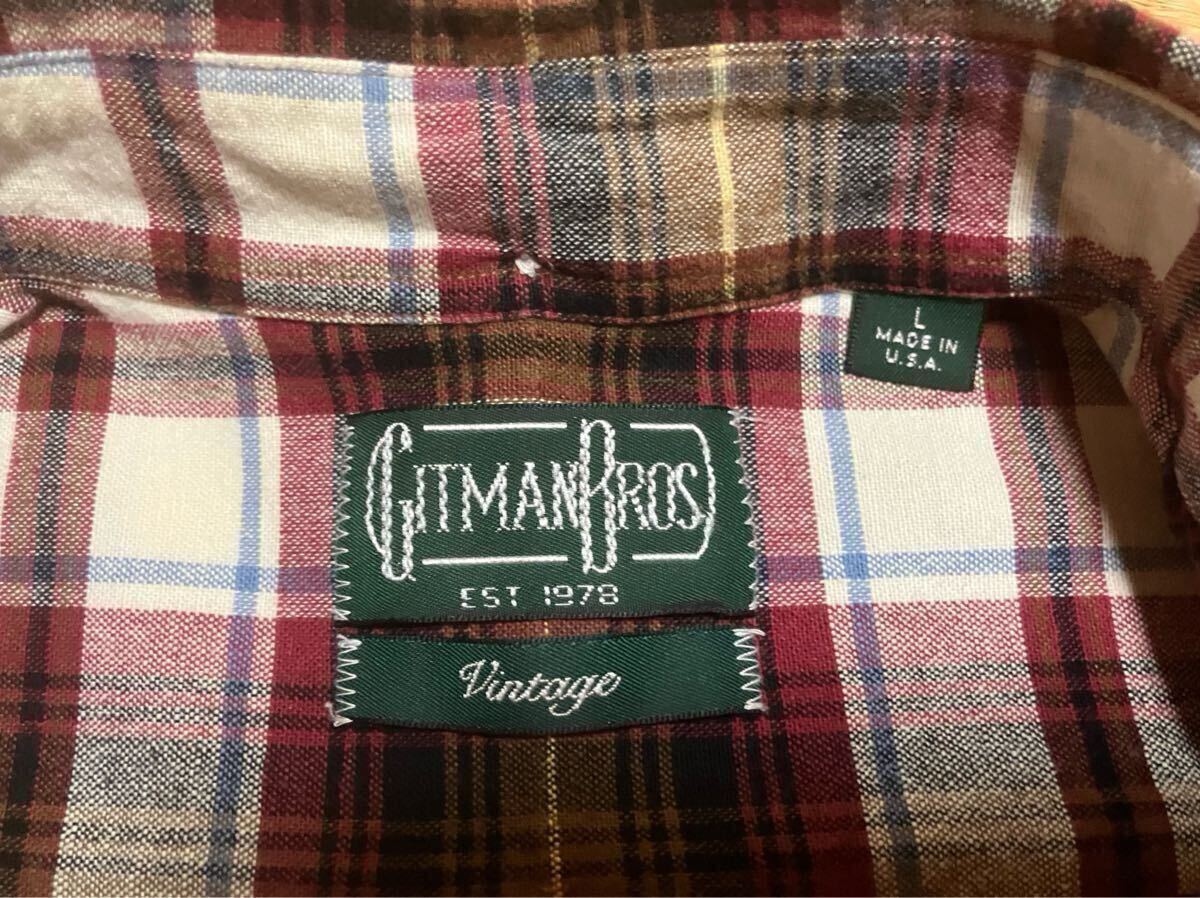 L
MADE IN
U.S.A.
GITMAN BROS
EST 1978
Vintage